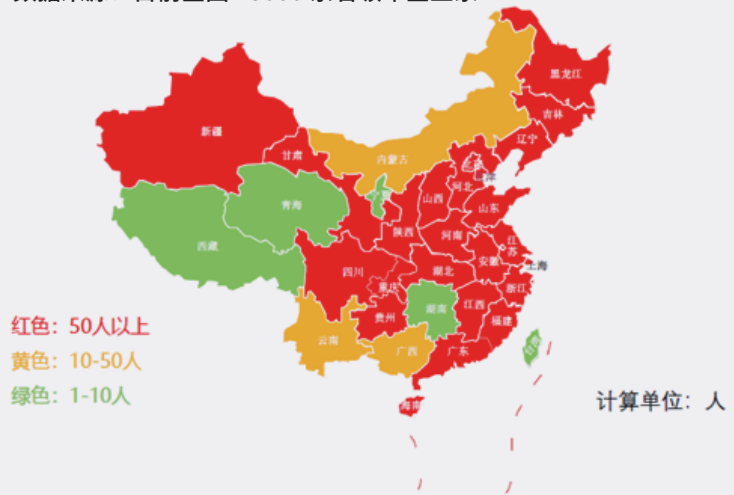 黑龙江
吉林
辽宁
新疆
甘肃
内蒙古
北京
河北
山西
山东
青海
陕西
河南
江苏
西藏
安徽
上海
四川
湖北
重庆
浙江
湖南
江西
贵州
福建
云南
广西
广东
台湾
海南
红色：50人以上
黄色：10-50人
绿色：1-10人
计算单位：人